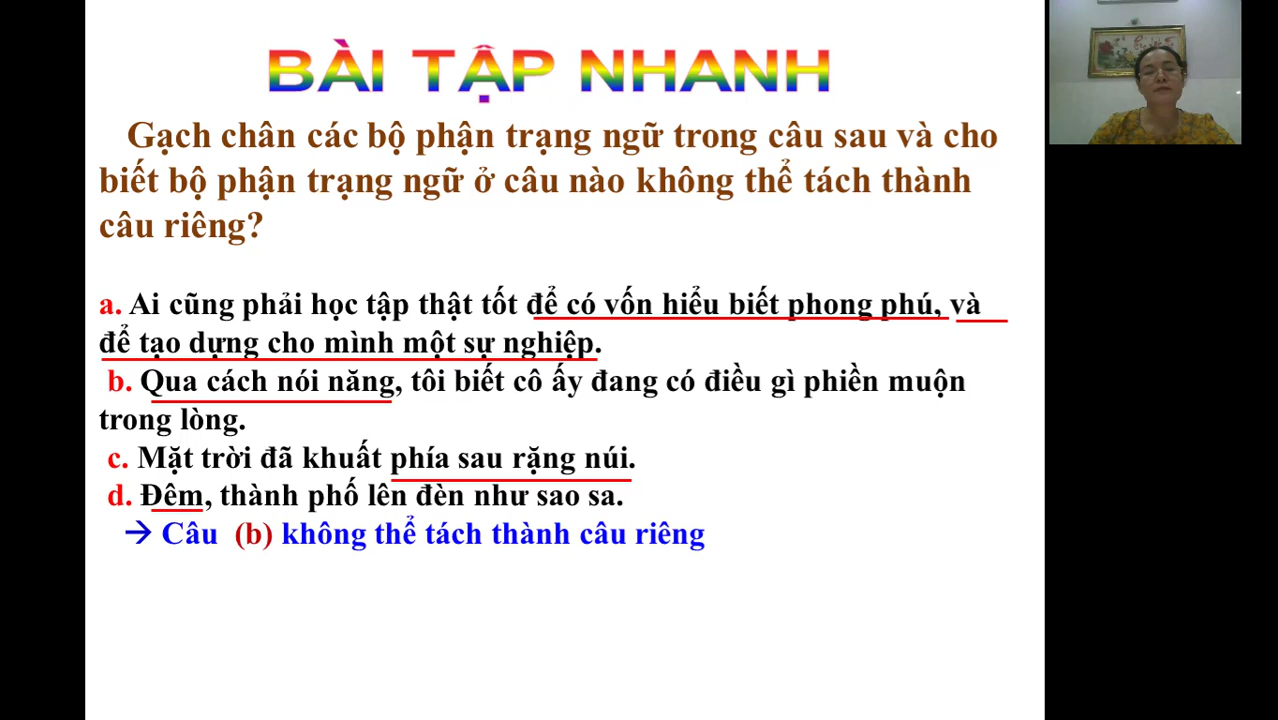 BÀI TẬP NHANH
Gạch chân các bộ phận trạng ngữ trong câu sau và cho
biết bộ phận trạng ngữ ở câu nào không thể tách thành
câu riêng?
a. Ai cũng phải học tập thật tốt để có vốn hiểu biết phong phú, và
để tạo dựng cho mình một sự nghiệp.
b. Qua cách nói năng, tôi biết cô ấy đang có điều gì phiền muộn
trong lòng.
c. Mặt trời đã khuất phía sau rặng núi.
d. Đêm, thành phố lên đèn như sao sa.
→ Câu (b) không thể tách thành câu riêng